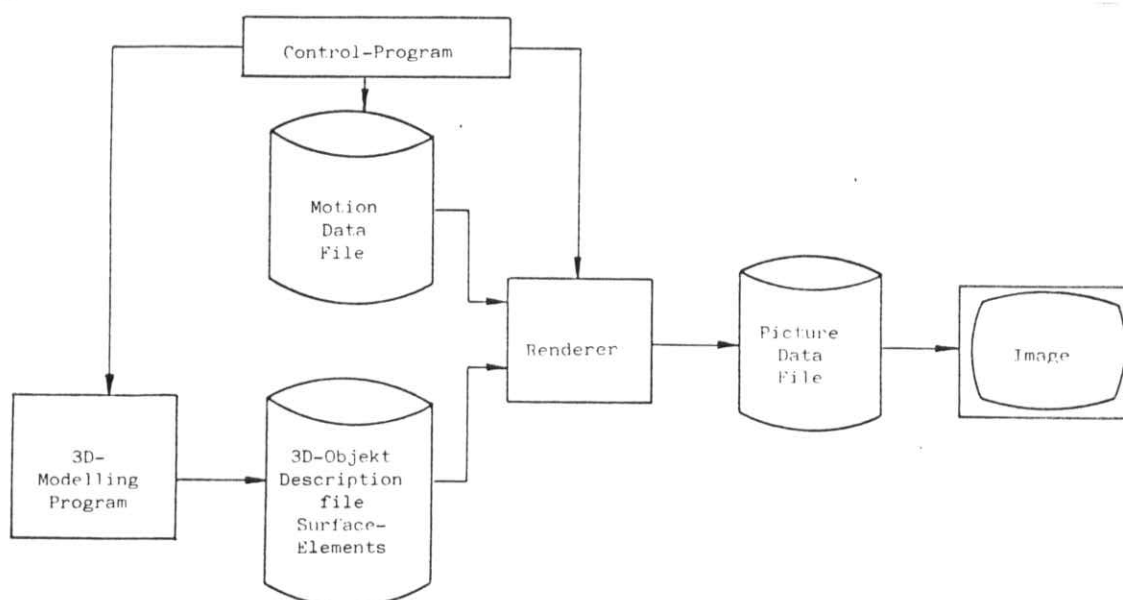 Control-Program
Motion
Data
File
Renderer
Picture
Data
File
Image
3D-
Modelling
Program
3D-Objekt
Description
file
Surface-
Elements